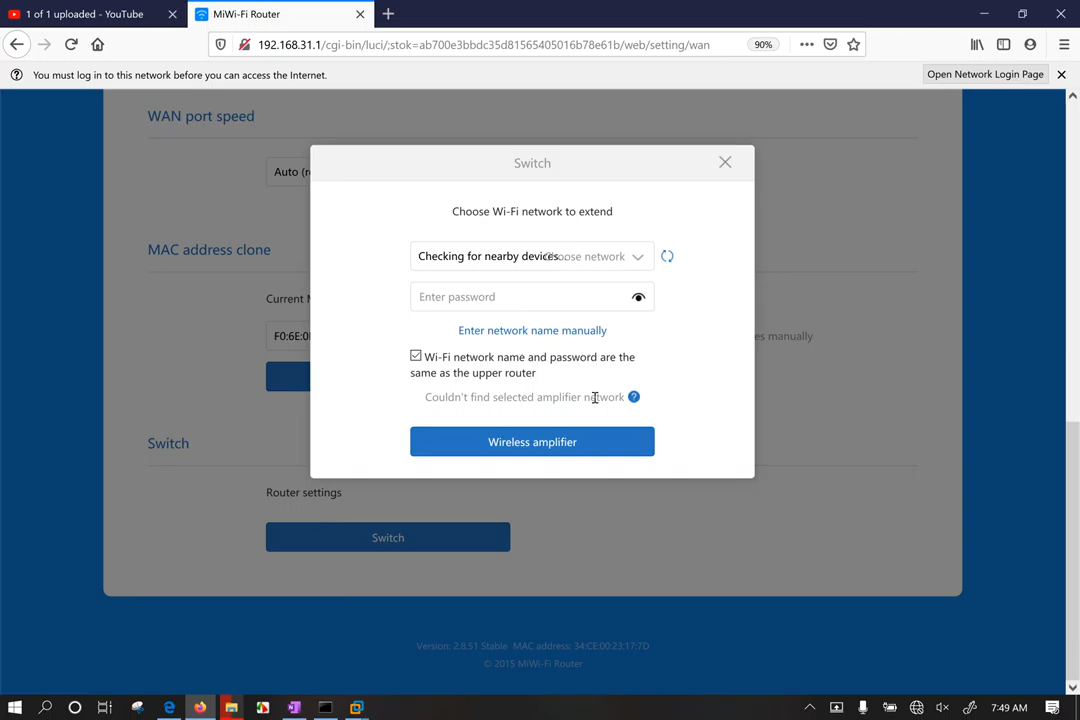 1 of 1 uploaded - YouTube
MiWi-Fi Router
192.168.31.1/cgi-bin/luci/;stok=ab700e3bbdc35d81565405016b78e61b/web/setting/wan
90%
You must log in to this network before you can access the Internet.
Open Network Login Page
WAN port speed
Auto (r
Switch
Choose Wi-Fi network to extend
Checking for nearby devices...
oose network
MAC address clone
Enter password
Current M
F0:6E:0
es manually
Enter network name manually
Wi-Fi network name and password are the
same as the upper router
Couldn't find selected amplifier network
?
Wireless amplifier
Switch
Router settings
Switch
Version: 2.8.51 Stable MAC address: 34:CE:00:23:17:7D
© 2015 MiWi-Fi Router
7:49 AM